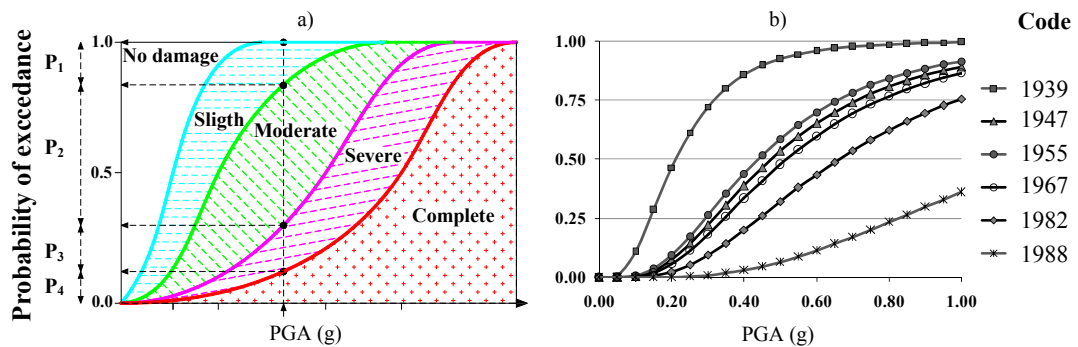 a)
Probability of exceedance
P1
P2
P3
P4
1.0
0.5
0.0
No damage
Sligth
Moderate
Severe
Complete
PGA (g)
b)
1.00
0.75
0.50
0.25
0.00
0.00 0.20 0.40 0.60 0.80 1.00
PGA (g)
Code
1939
1947
1955
1967
1982
1988